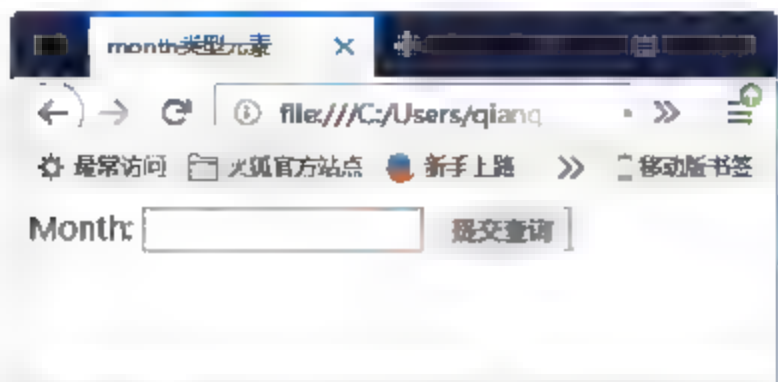 month类型元素
file:///C:/Users/qiang
最常访问 火狐官方站点 新手上路 移动版书签
Month: 提交查询